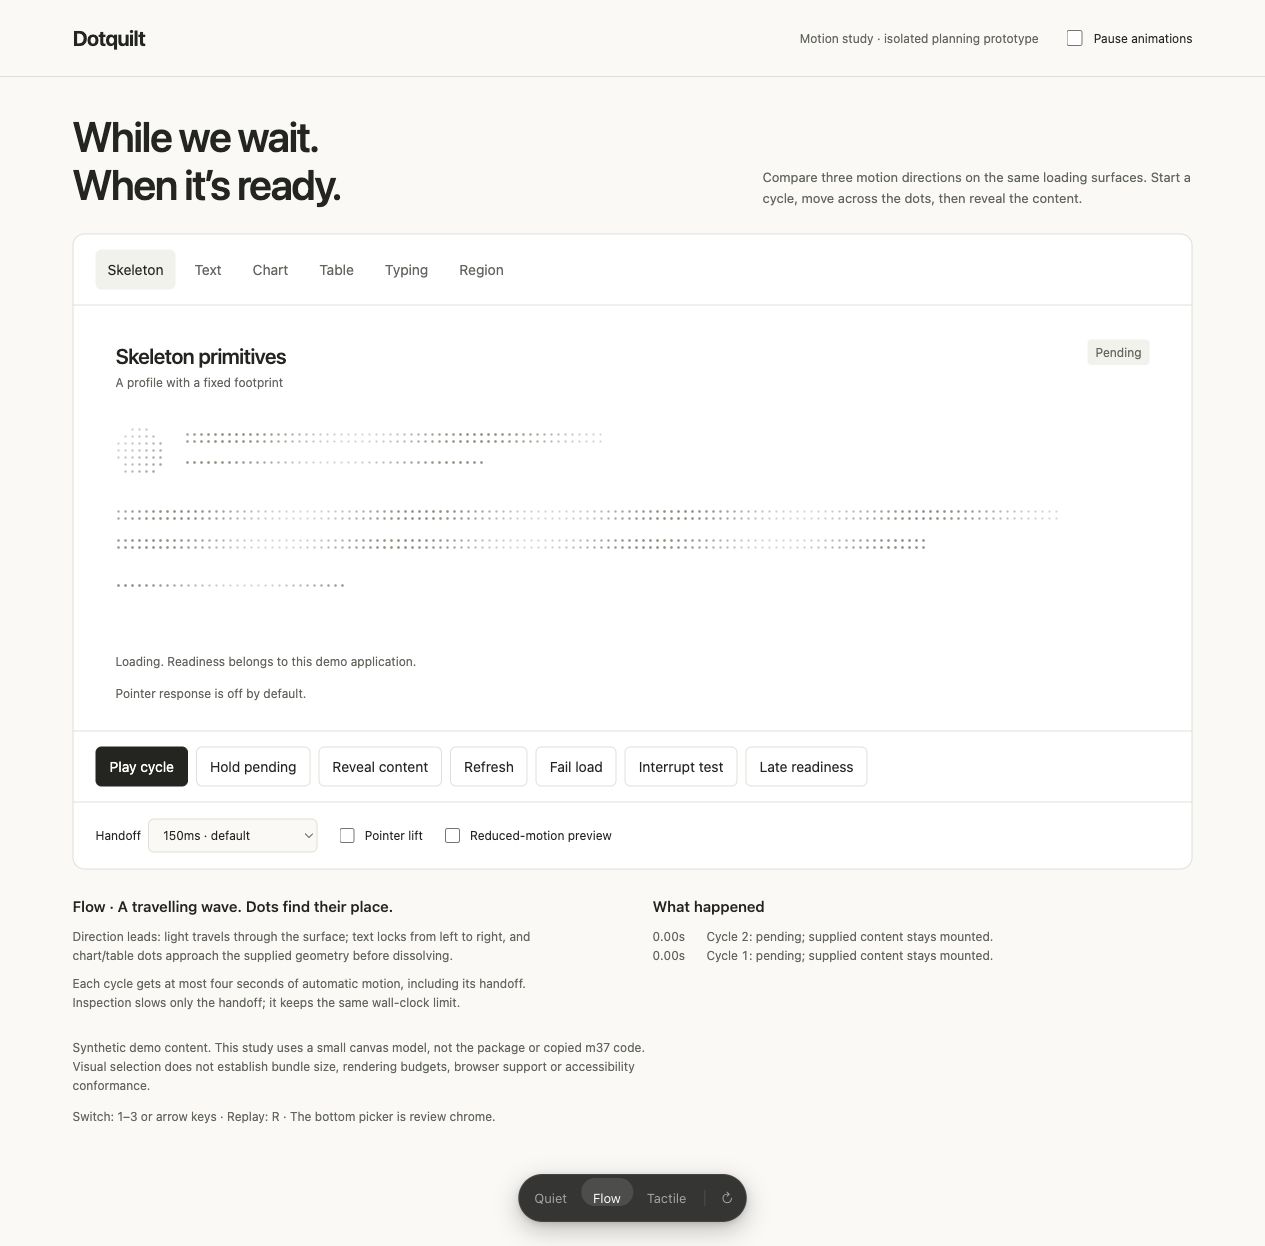 Dotquilt
Motion study · isolated planning prototype
Pause animations
While we wait.
When it’s ready.
Compare three motion directions on the same loading surfaces. Start a
cycle, move across the dots, then reveal the content.
Skeleton
Text
Chart
Table
Typing
Region
Skeleton primitives
Pending
A profile with a fixed footprint
Loading. Readiness belongs to this demo application.
Pointer response is off by default.
Play cycle
Hold pending
Reveal content
Refresh
Fail load
Interrupt test
Late readiness
Handoff
150ms · default
Pointer lift
Reduced-motion preview
Flow · A travelling wave. Dots find their place.
Direction leads: light travels through the surface; text locks from left to right, and
chart/table dots approach the supplied geometry before dissolving.
Each cycle gets at most four seconds of automatic motion, including its handoff.
Inspection slows only the handoff; it keeps the same wall-clock limit.
What happened
0.00s Cycle 2: pending; supplied content stays mounted.
0.00s Cycle 1: pending; supplied content stays mounted.
Synthetic demo content. This study uses a small canvas model, not the package or copied m37 code.
Visual selection does not establish bundle size, rendering budgets, browser support or accessibility
conformance.
Switch: 1–3 or arrow keys · Replay: R · The bottom picker is review chrome.
Quiet
Flow
Tactile